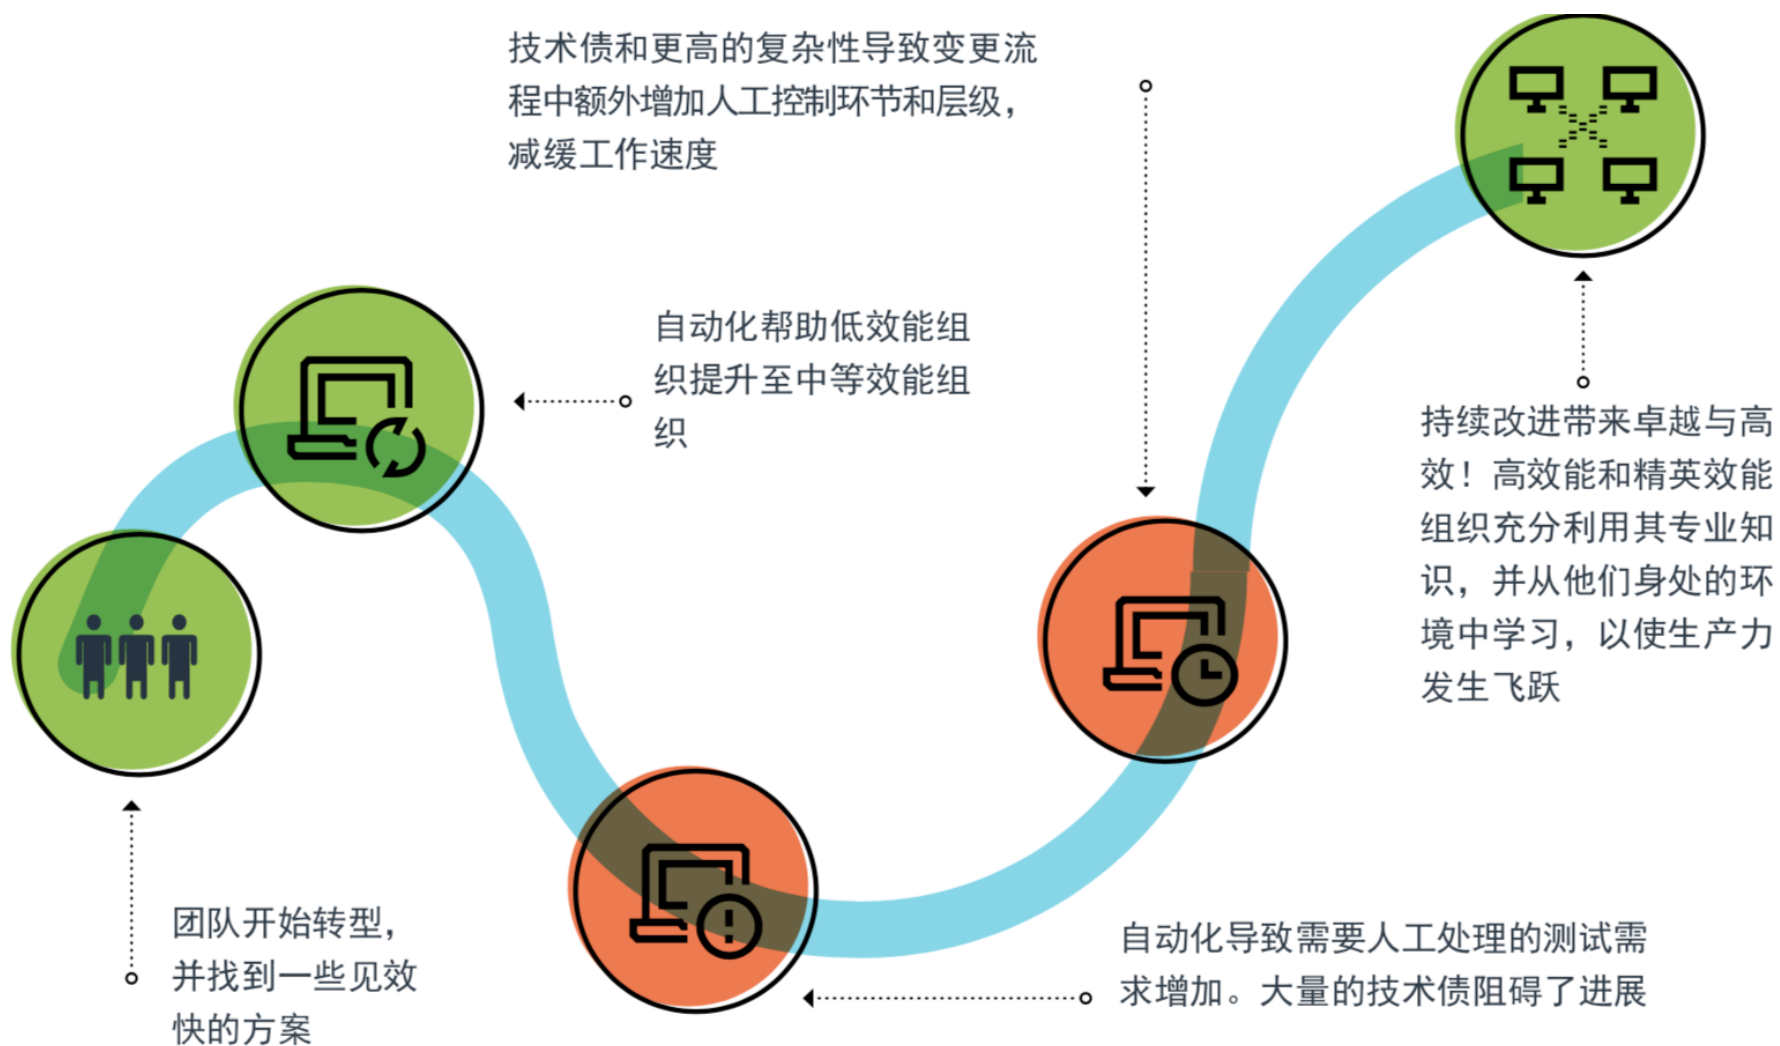 技术债和更高的复杂性导致变更流
程中额外增加人工控制环节和层级，
减缓工作速度
自动化帮助低效能组
织提升至中等效能组
织
持续改进带来卓越与高
效！高效能和精英效能
组织充分利用其专业知
识，并从他们身处的环
境中学习，以使生产力
发生飞跃
团队开始转型，
并找到一些见效
快的方案
自动化导致需要人工处理的测试需
求增加。大量的技术债阻碍了进展